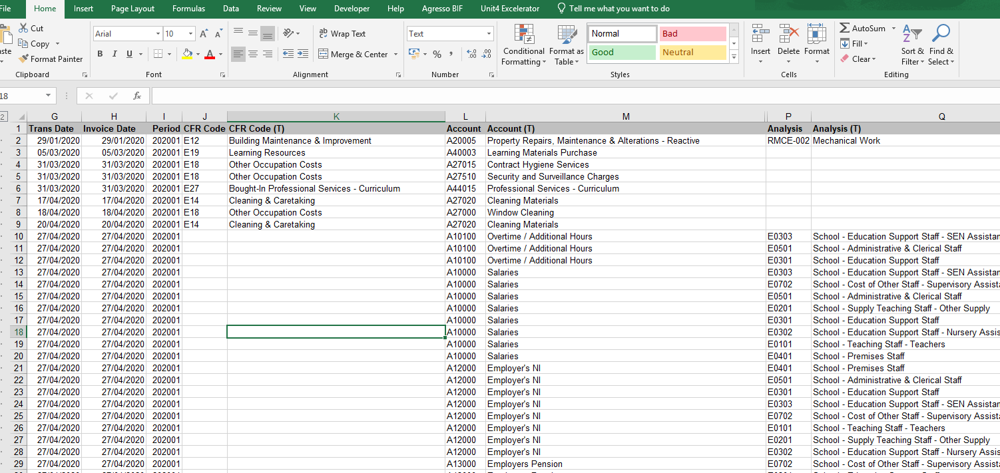 File Home Insert Page Layout Formulas Data Review View Developer Help Agresso BIF Unit4 Excelerator Tell me what you want to do
Cut Arial 10 Wrap Text Text Normal Bad AutoSum
Copy Conditional Format as Good Neutral Insert Delete Format Fill Sort & Find &
Format Painter B I U Merge & Center % Formatting Table Clear Filter Select
Clipboard Font Alignment Number Styles Cells Editing
18 fx
2 G H I J K L M P Q
1 Trans Date Invoice Date Period CFR Code CFR Code (T) Account Account (T) Analysis Analysis (T)
2 29/01/2020 29/01/2020 202001 E12 Building Maintenance & Improvement A20005 Property Repairs, Maintenance & Alterations - Reactive RMCE-002 Mechanical Work
3 05/03/2020 05/03/2020 202001 E19 Learning Resources A40003 Learning Materials Purchase
4 31/03/2020 31/03/2020 202001 E18 Other Occupation Costs A27015 Contract Hygiene Services
5 31/03/2020 31/03/2020 202001 E18 Other Occupation Costs A27510 Security and Surveillance Charges
6 31/03/2020 31/03/2020 202001 E27 Bought-In Professional Services - Curriculum A44015 Professional Services - Curriculum
7 17/04/2020 17/04/2020 202001 E14 Cleaning & Caretaking A27020 Cleaning Materials
8 18/04/2020 18/04/2020 202001 E18 Other Occupation Costs A27000 Window Cleaning
9 20/04/2020 20/04/2020 202001 E14 Cleaning & Caretaking A27020 Cleaning Materials
10 27/04/2020 27/04/2020 202001 A10100 Overtime / Additional Hours E0303 School - Education Support Staff - SEN Assistan
11 27/04/2020 27/04/2020 202001 A10100 Overtime / Additional Hours E0501 School - Administrative & Clerical Staff
12 27/04/2020 27/04/2020 202001 A10100 Overtime / Additional Hours E0301 School - Education Support Staff
13 27/04/2020 27/04/2020 202001 A10000 Salaries E0303 School - Education Support Staff - SEN Assistan
14 27/04/2020 27/04/2020 202001 A10000 Salaries E0702 School - Cost of Other Staff - Supervisory Assista
15 27/04/2020 27/04/2020 202001 A10000 Salaries E0501 School - Administrative & Clerical Staff
16 27/04/2020 27/04/2020 202001 A10000 Salaries E0201 School - Supply Teaching Staff - Other Supply
17 27/04/2020 27/04/2020 202001 A10000 Salaries E0301 School - Education Support Staff
18 27/04/2020 27/04/2020 202001 A10000 Salaries E0302 School - Education Support Staff - Nursery Assis
19 27/04/2020 27/04/2020 202001 A10000 Salaries E0101 School - Teaching Staff - Teachers
20 27/04/2020 27/04/2020 202001 A10000 Salaries E0401 School - Premises Staff
21 27/04/2020 27/04/2020 202001 A12000 Employer's NI E0401 School - Premises Staff
22 27/04/2020 27/04/2020 202001 A12000 Employer's NI E0501 School - Administrative & Clerical Staff
23 27/04/2020 27/04/2020 202001 A12000 Employer's NI E0301 School - Education Support Staff
24 27/04/2020 27/04/2020 202001 A12000 Employer's NI E0303 School - Education Support Staff - SEN Assistan
25 27/04/2020 27/04/2020 202001 A12000 Employer's NI E0702 School - Cost of Other Staff - Supervisory Assista
26 27/04/2020 27/04/2020 202001 A12000 Employer's NI E0101 School - Teaching Staff - Teachers
27 27/04/2020 27/04/2020 202001 A12000 Employer's NI E0201 School - Supply Teaching Staff - Other Supply
28 27/04/2020 27/04/2020 202001 A12000 Employer's NI E0302 School - Education Support Staff - Nursery Assis
29 27/04/2020 27/04/2020 202001 A13000 Employers Pension E0702 School - Cost of Other Staff - Supervisory Assista